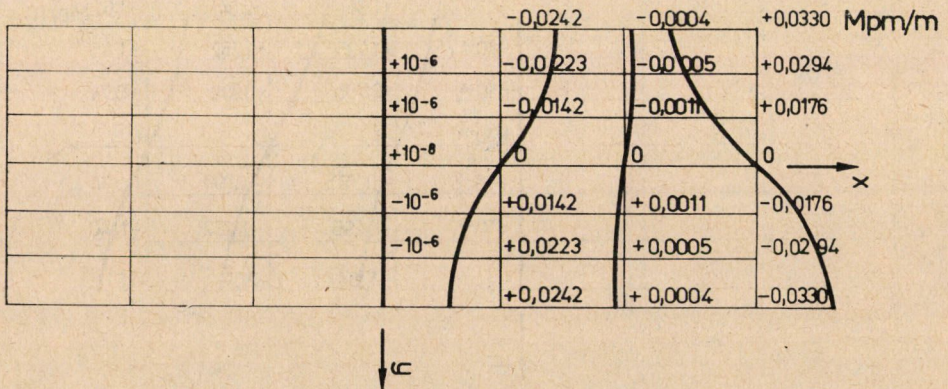 -0,0242 -0,0004 +0,0330 Mpm/m
+10-⁶ -0,0223 -0,0005 +0,0294
+10-⁶ -0,0142 -0,0011 +0,0176
+10-⁸ 0 0 0
x
-10-⁶ +0,0142 +0,0011 -0,0176
-10-⁶ +0,0223 +0,0005 -0,0294
+0,0242 +0,0004 -0,0330